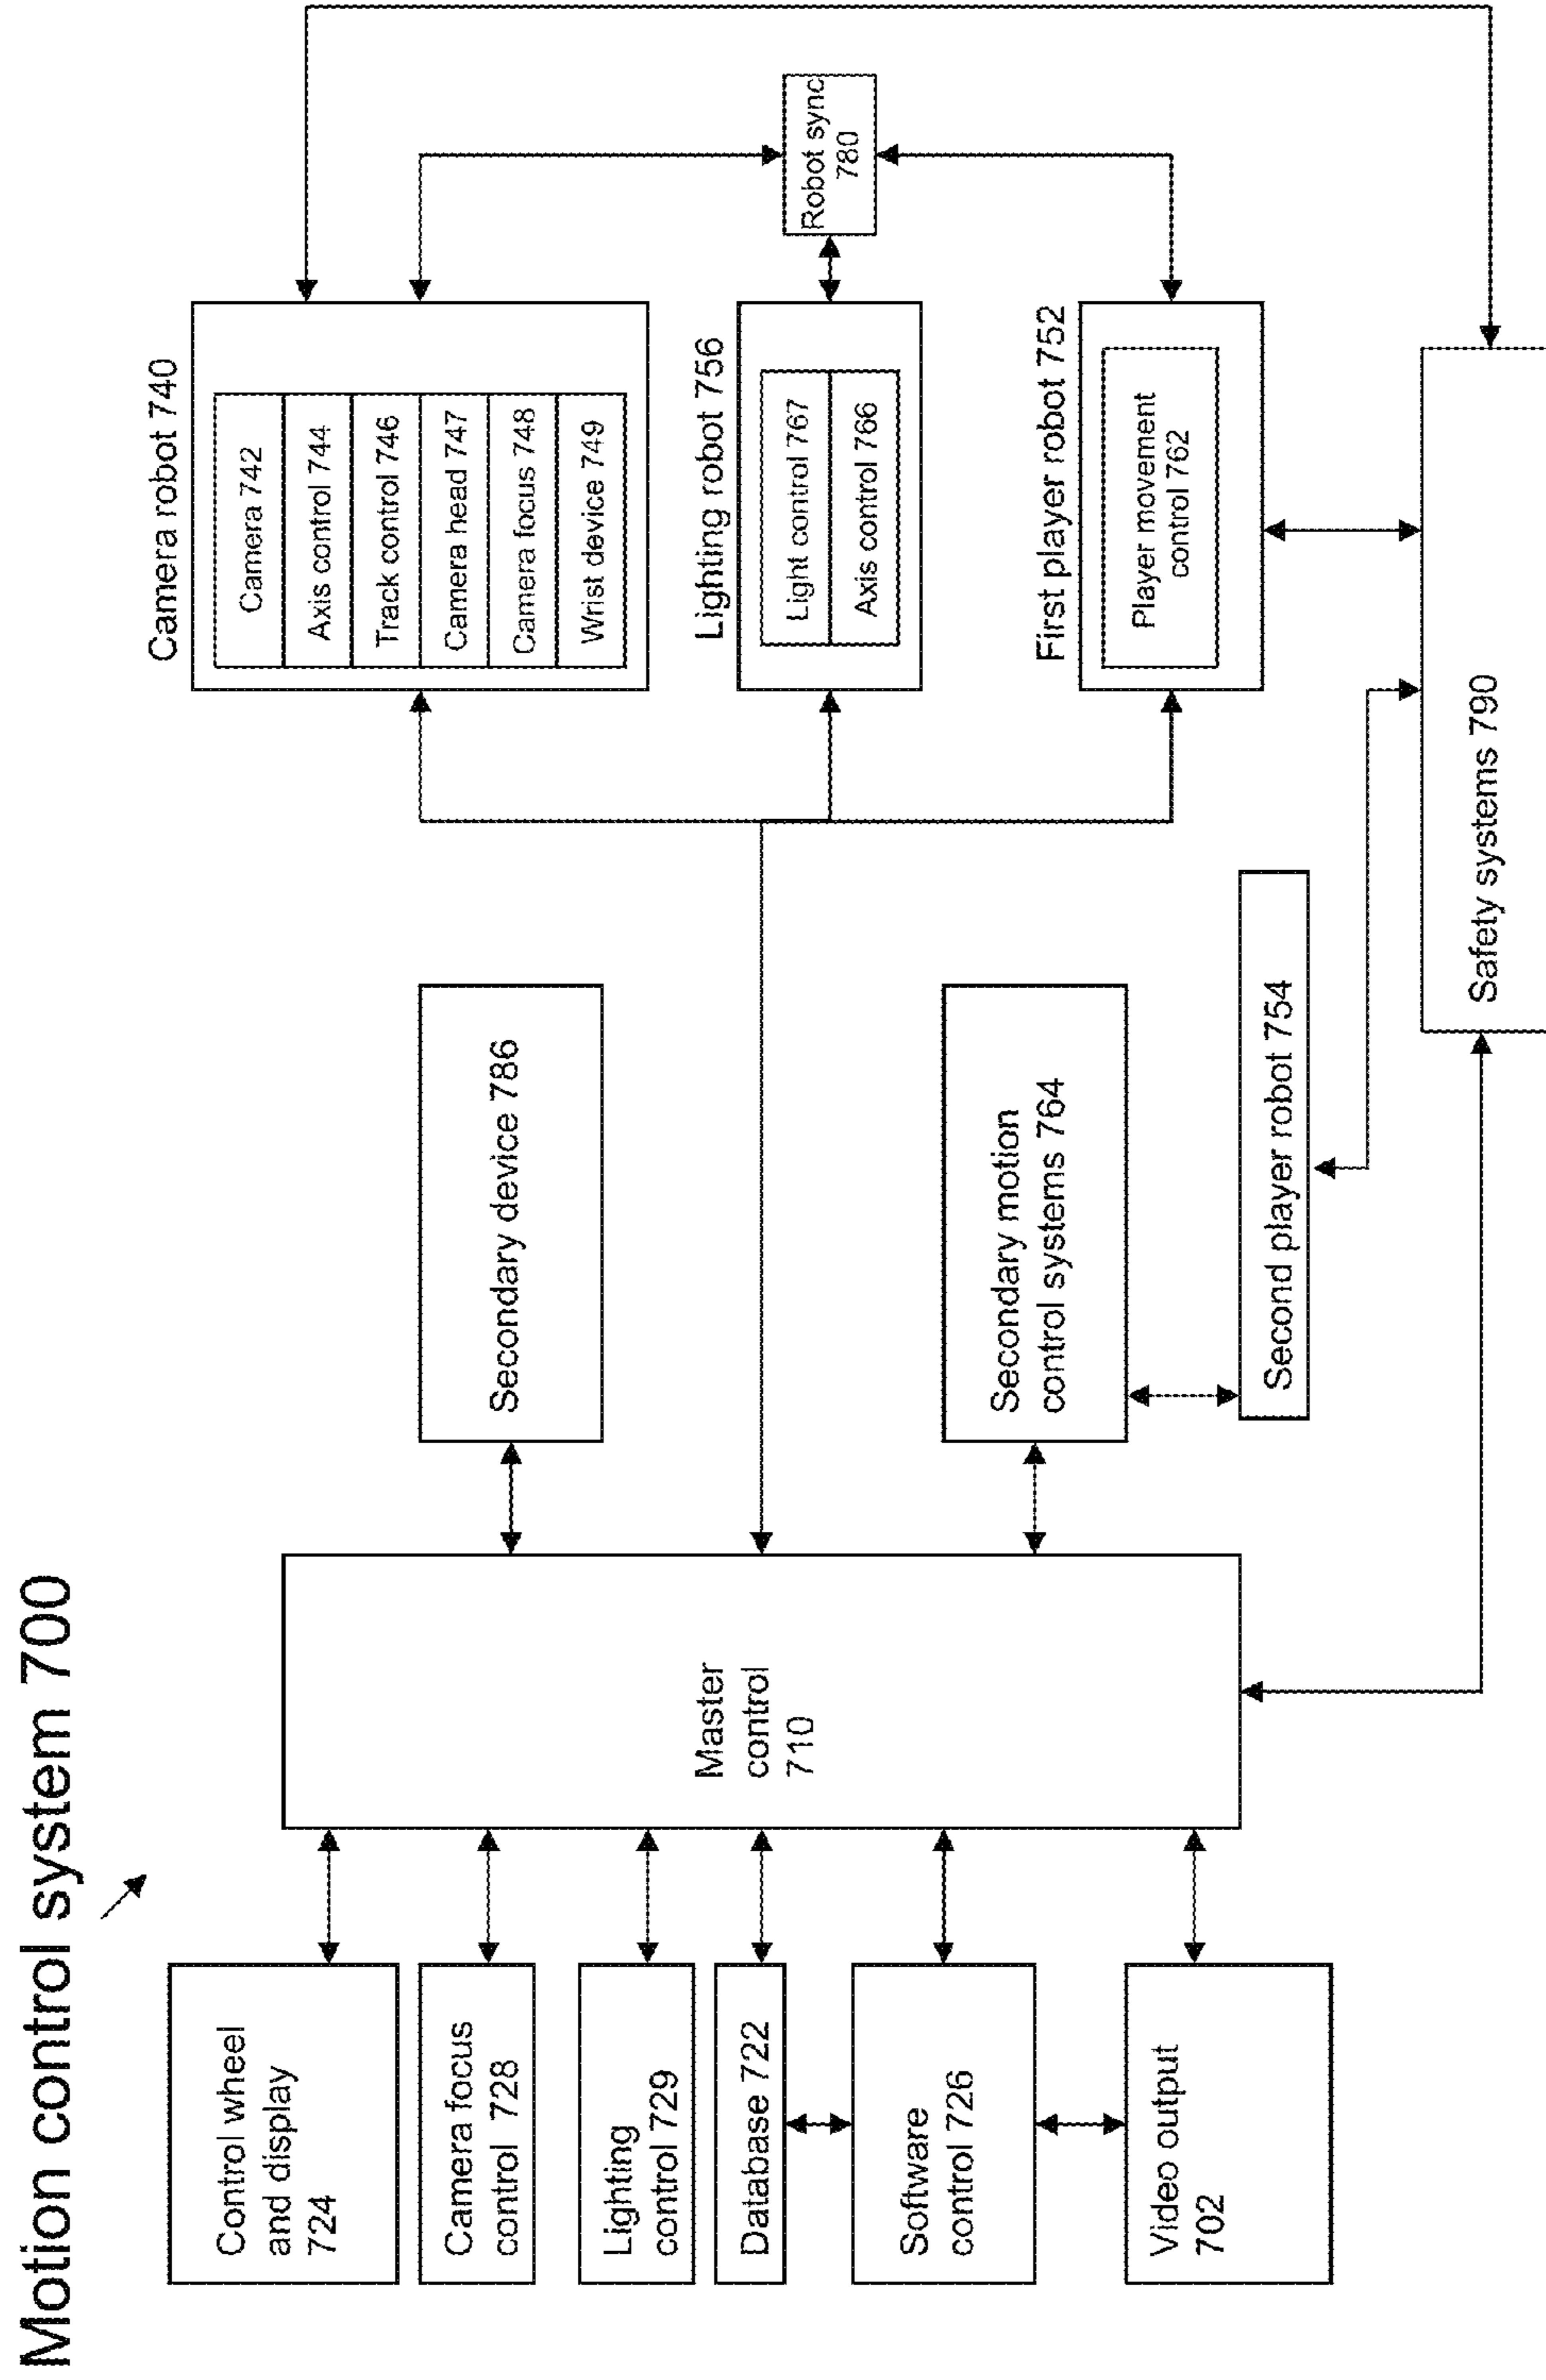 Motion control system 700
Control wheel
and display
724
Camera focus
control 728
Lighting
control 729
Database 722
Software
control 726
Video output
702
Master
control
710
Secondary device 786
Secondary motion
control systems 764
Second player robot 754
Camera robot 740
Camera 742
Axis control 744
Track control 746
Camera head 747
Camera focus 748
Wrist device 749
Lighting robot 756
Light control 767
Axis control 766
First player robot 752
Player movement
control 762
Robot sync
780
Safety systems 790